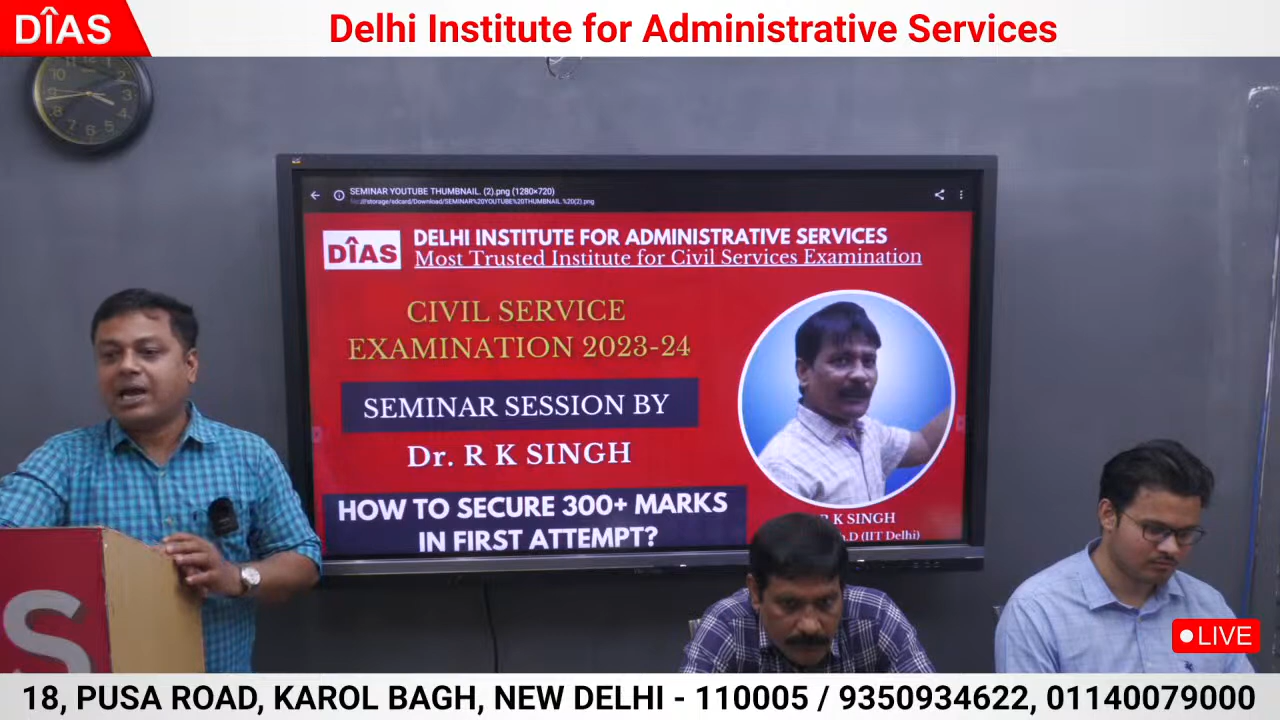 DÎAS
Delhi Institute for Administrative Services
SEMINAR YOUTUBE THUMBNAIL. (2).png (1280×720)
DÎAS
DELHI INSTITUTE FOR ADMINISTRATIVE SERVICES
Most Trusted Institute for Civil Services Examination
CIVIL SERVICE
EXAMINATION 2023-24
SEMINAR SESSION BY
Dr. R K SINGH
HOW TO SECURE 300+ MARKS
IN FIRST ATTEMPT?
R K SINGH
(IIT Delhi)
S
LIVE
18, PUSA ROAD, KAROL BAGH, NEW DELHI - 110005 / 9350934622, 01140079000